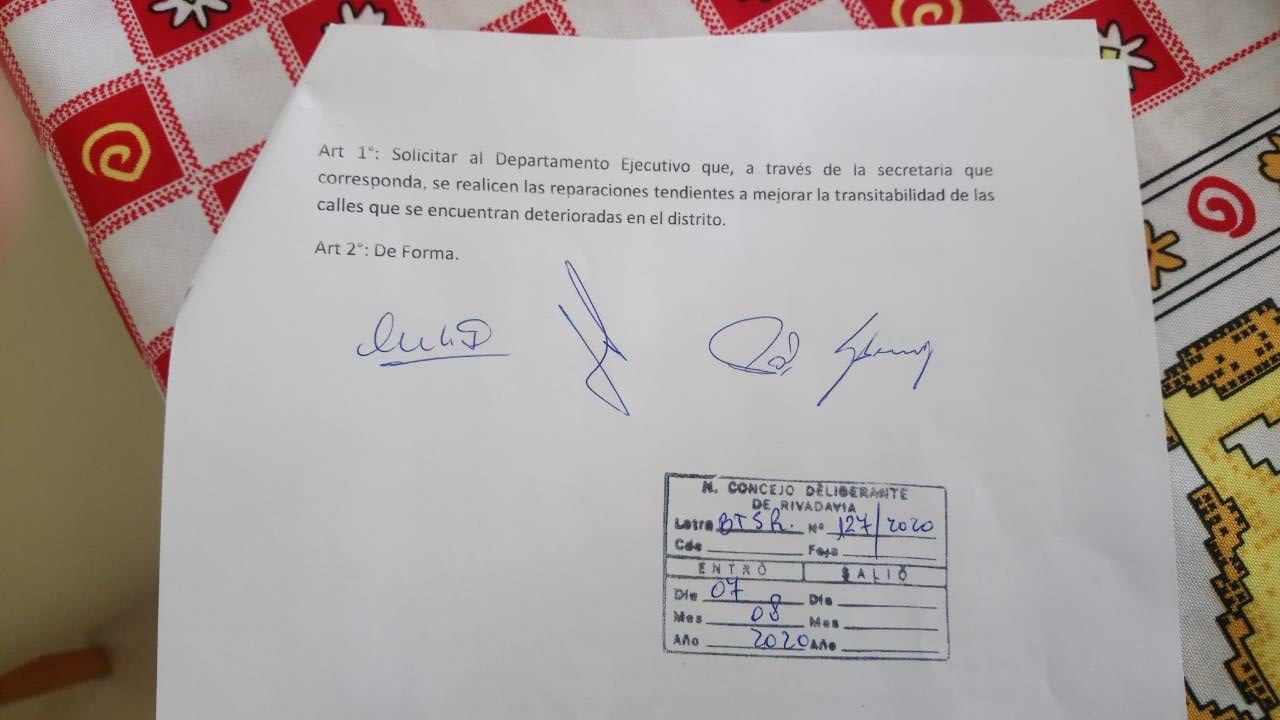 Art 1°: Solicitar al Departamento Ejecutivo que, a través de la secretaria que
corresponda, se realicen las reparaciones tendientes a mejorar la transitabilidad de las
calles que se encuentran deterioradas en el distrito.
Art 2°: De Forma.
H. CONCEJO DELIBERANTE
DE RIVADAVIA
Letra BTSR. Nº 127/2020
Cde Foja
ENTRÓ SALIÓ
Día 07 Día
Mes 08 Mes
Año 2020 Año